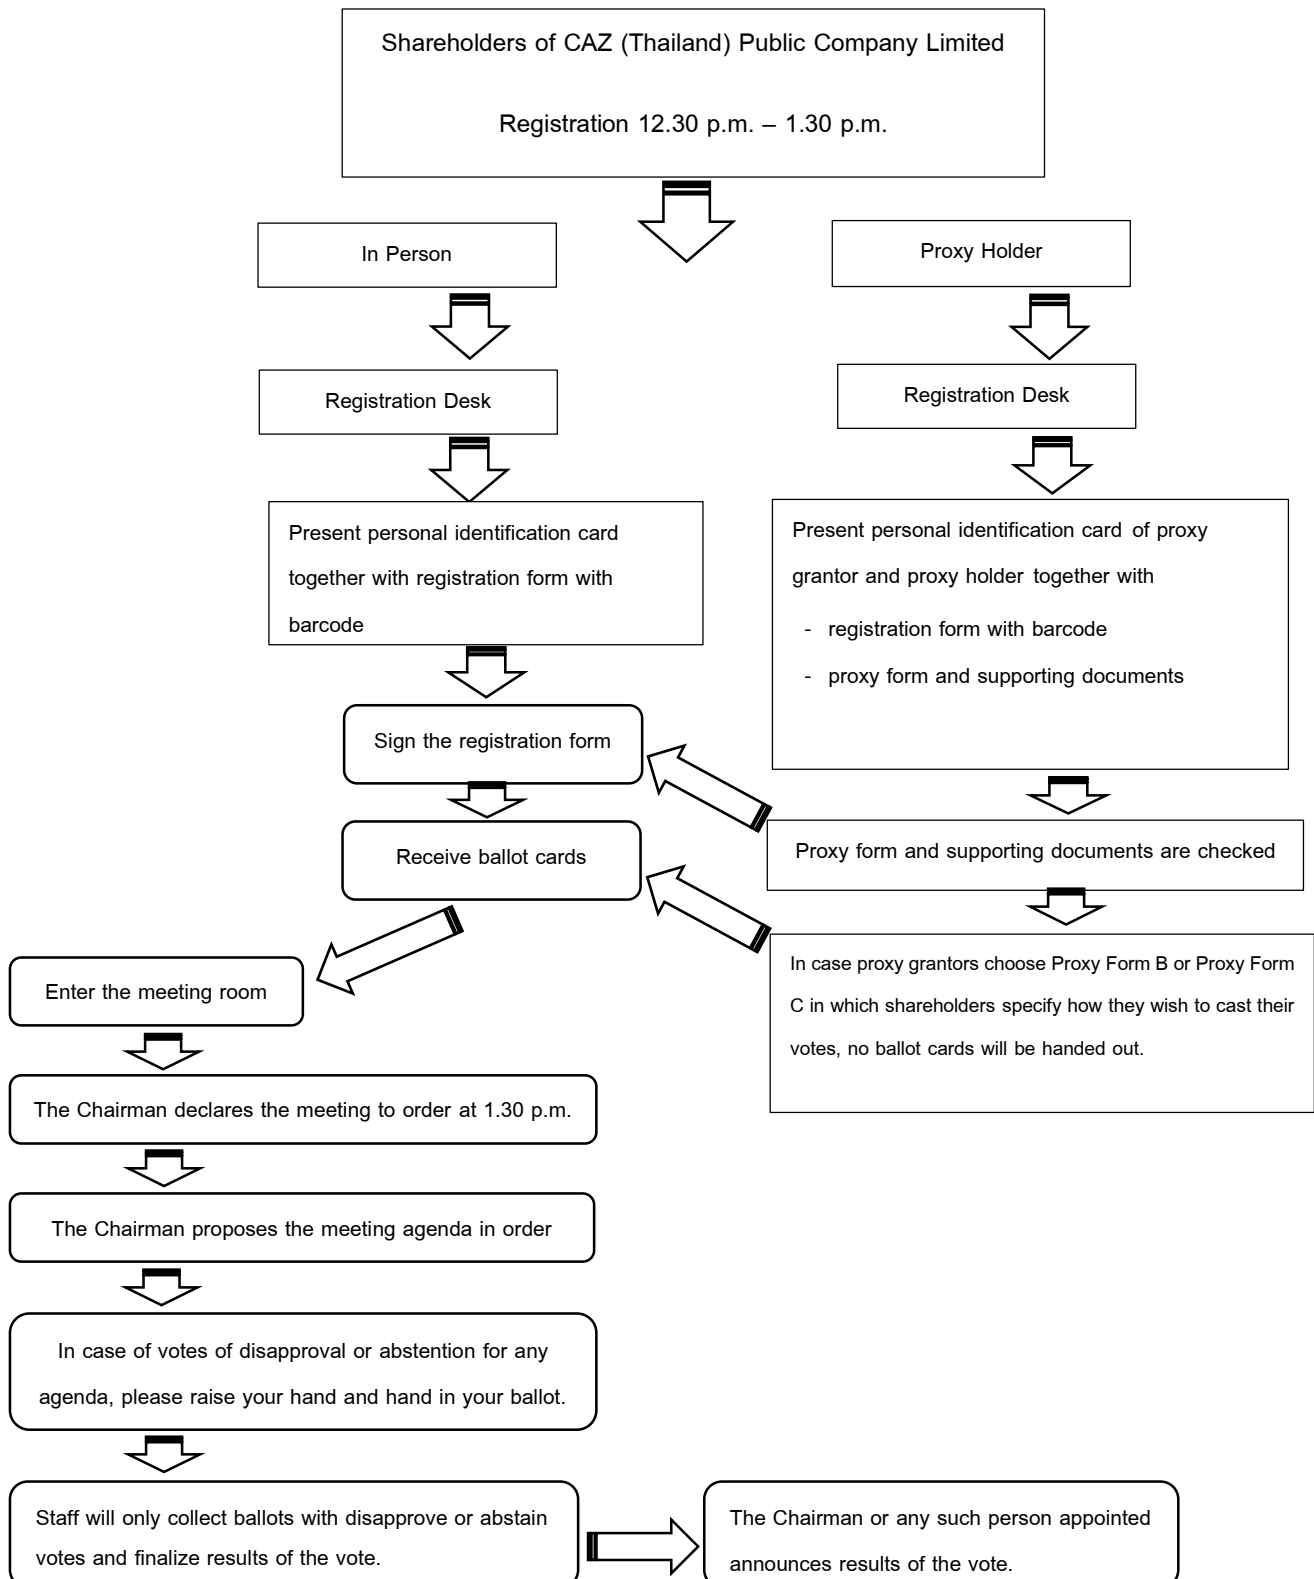 Shareholders of CAZ (Thailand) Public Company Limited
Registration 12.30 p.m. – 1.30 p.m.
In Person
Proxy Holder
Registration Desk
Registration Desk
Present personal identification card
together with registration form with
barcode
Present personal identification card of proxy
grantor and proxy holder together with
- registration form with barcode
- proxy form and supporting documents
Sign the registration form
Proxy form and supporting documents are checked
Receive ballot cards
In case proxy grantors choose Proxy Form B or Proxy Form
C in which shareholders specify how they wish to cast their
votes, no ballot cards will be handed out.
Enter the meeting room
The Chairman declares the meeting to order at 1.30 p.m.
The Chairman proposes the meeting agenda in order
In case of votes of disapproval or abstention for any
agenda, please raise your hand and hand in your ballot.
Staff will only collect ballots with disapprove or abstain
votes and finalize results of the vote.
The Chairman or any such person appointed
announces results of the vote.